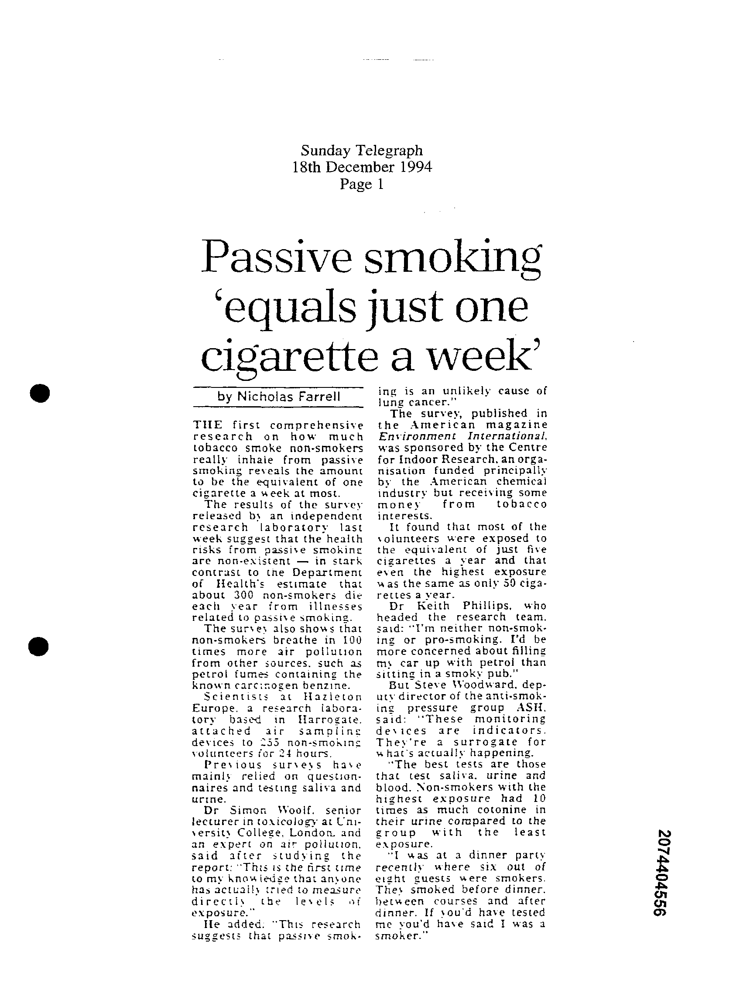 Sunday Telegraph
18th December 1994
Page 1
Passive smoking
‘equals just one
cigarette a week’
by Nicholas Farrell
THE first comprehensive
research on how much
tobacco smoke non-smokers
really inhale from passive
smoking reveals the amount
to be the equivalent of one
cigarette a week at most.
The results of the survey
released by an independent
research laboratory last
week suggest that the health
risks from passive smoking
are non-existent — in stark
contrast to the Department
of Health's estimate that
about 300 non-smokers die
each year from illnesses
related to passive smoking.
The survey also shows that
non-smokers breathe in 100
times more air pollution
from other sources, such as
petrol fumes containing the
known carcinogen benzine.
Scientists at Hazleton
Europe, a research labora-
tory based in Harrogate,
attached air sampling
devices to 255 non-smoking
volunteers for 24 hours.
Previous surveys have
mainly relied on question-
naires and testing saliva and
urine.
Dr Simon Woolf, senior
lecturer in toxicology at Uni-
versity College, London, and
an expert on air pollution,
said after studying the
report: "This is the first time
to my knowledge that anyone
has actually tried to measure
directly the levels of
exposure."
He added: "This research
suggests that passive smok-
ing is an unlikely cause of
lung cancer."
The survey, published in
the American magazine
Environment International,
was sponsored by the Centre
for Indoor Research, an orga-
nisation funded principally
by the American chemical
industry but receiving some
money from tobacco
interests.
It found that most of the
volunteers were exposed to
the equivalent of just five
cigarettes a year and that
even the highest exposure
was the same as only 50 ciga-
rettes a year.
Dr Keith Phillips, who
headed the research team,
said: "I'm neither non-smok-
ing or pro-smoking. I'd be
more concerned about filling
my car up with petrol than
sitting in a smoky pub."
But Steve Woodward, dep-
uty director of the anti-smok-
ing pressure group ASH,
said: "These monitoring
devices are indicators.
They're a surrogate for
what's actually happening.
"The best tests are those
that test saliva, urine and
blood. Non-smokers with the
highest exposure had 10
times as much cotonine in
their urine compared to the
group with the least
exposure.
"I was at a dinner party
recently where six out of
eight guests were smokers.
They smoked before dinner,
between courses and after
dinner. If you'd have tested
me you'd have said I was a
smoker."
2074404556